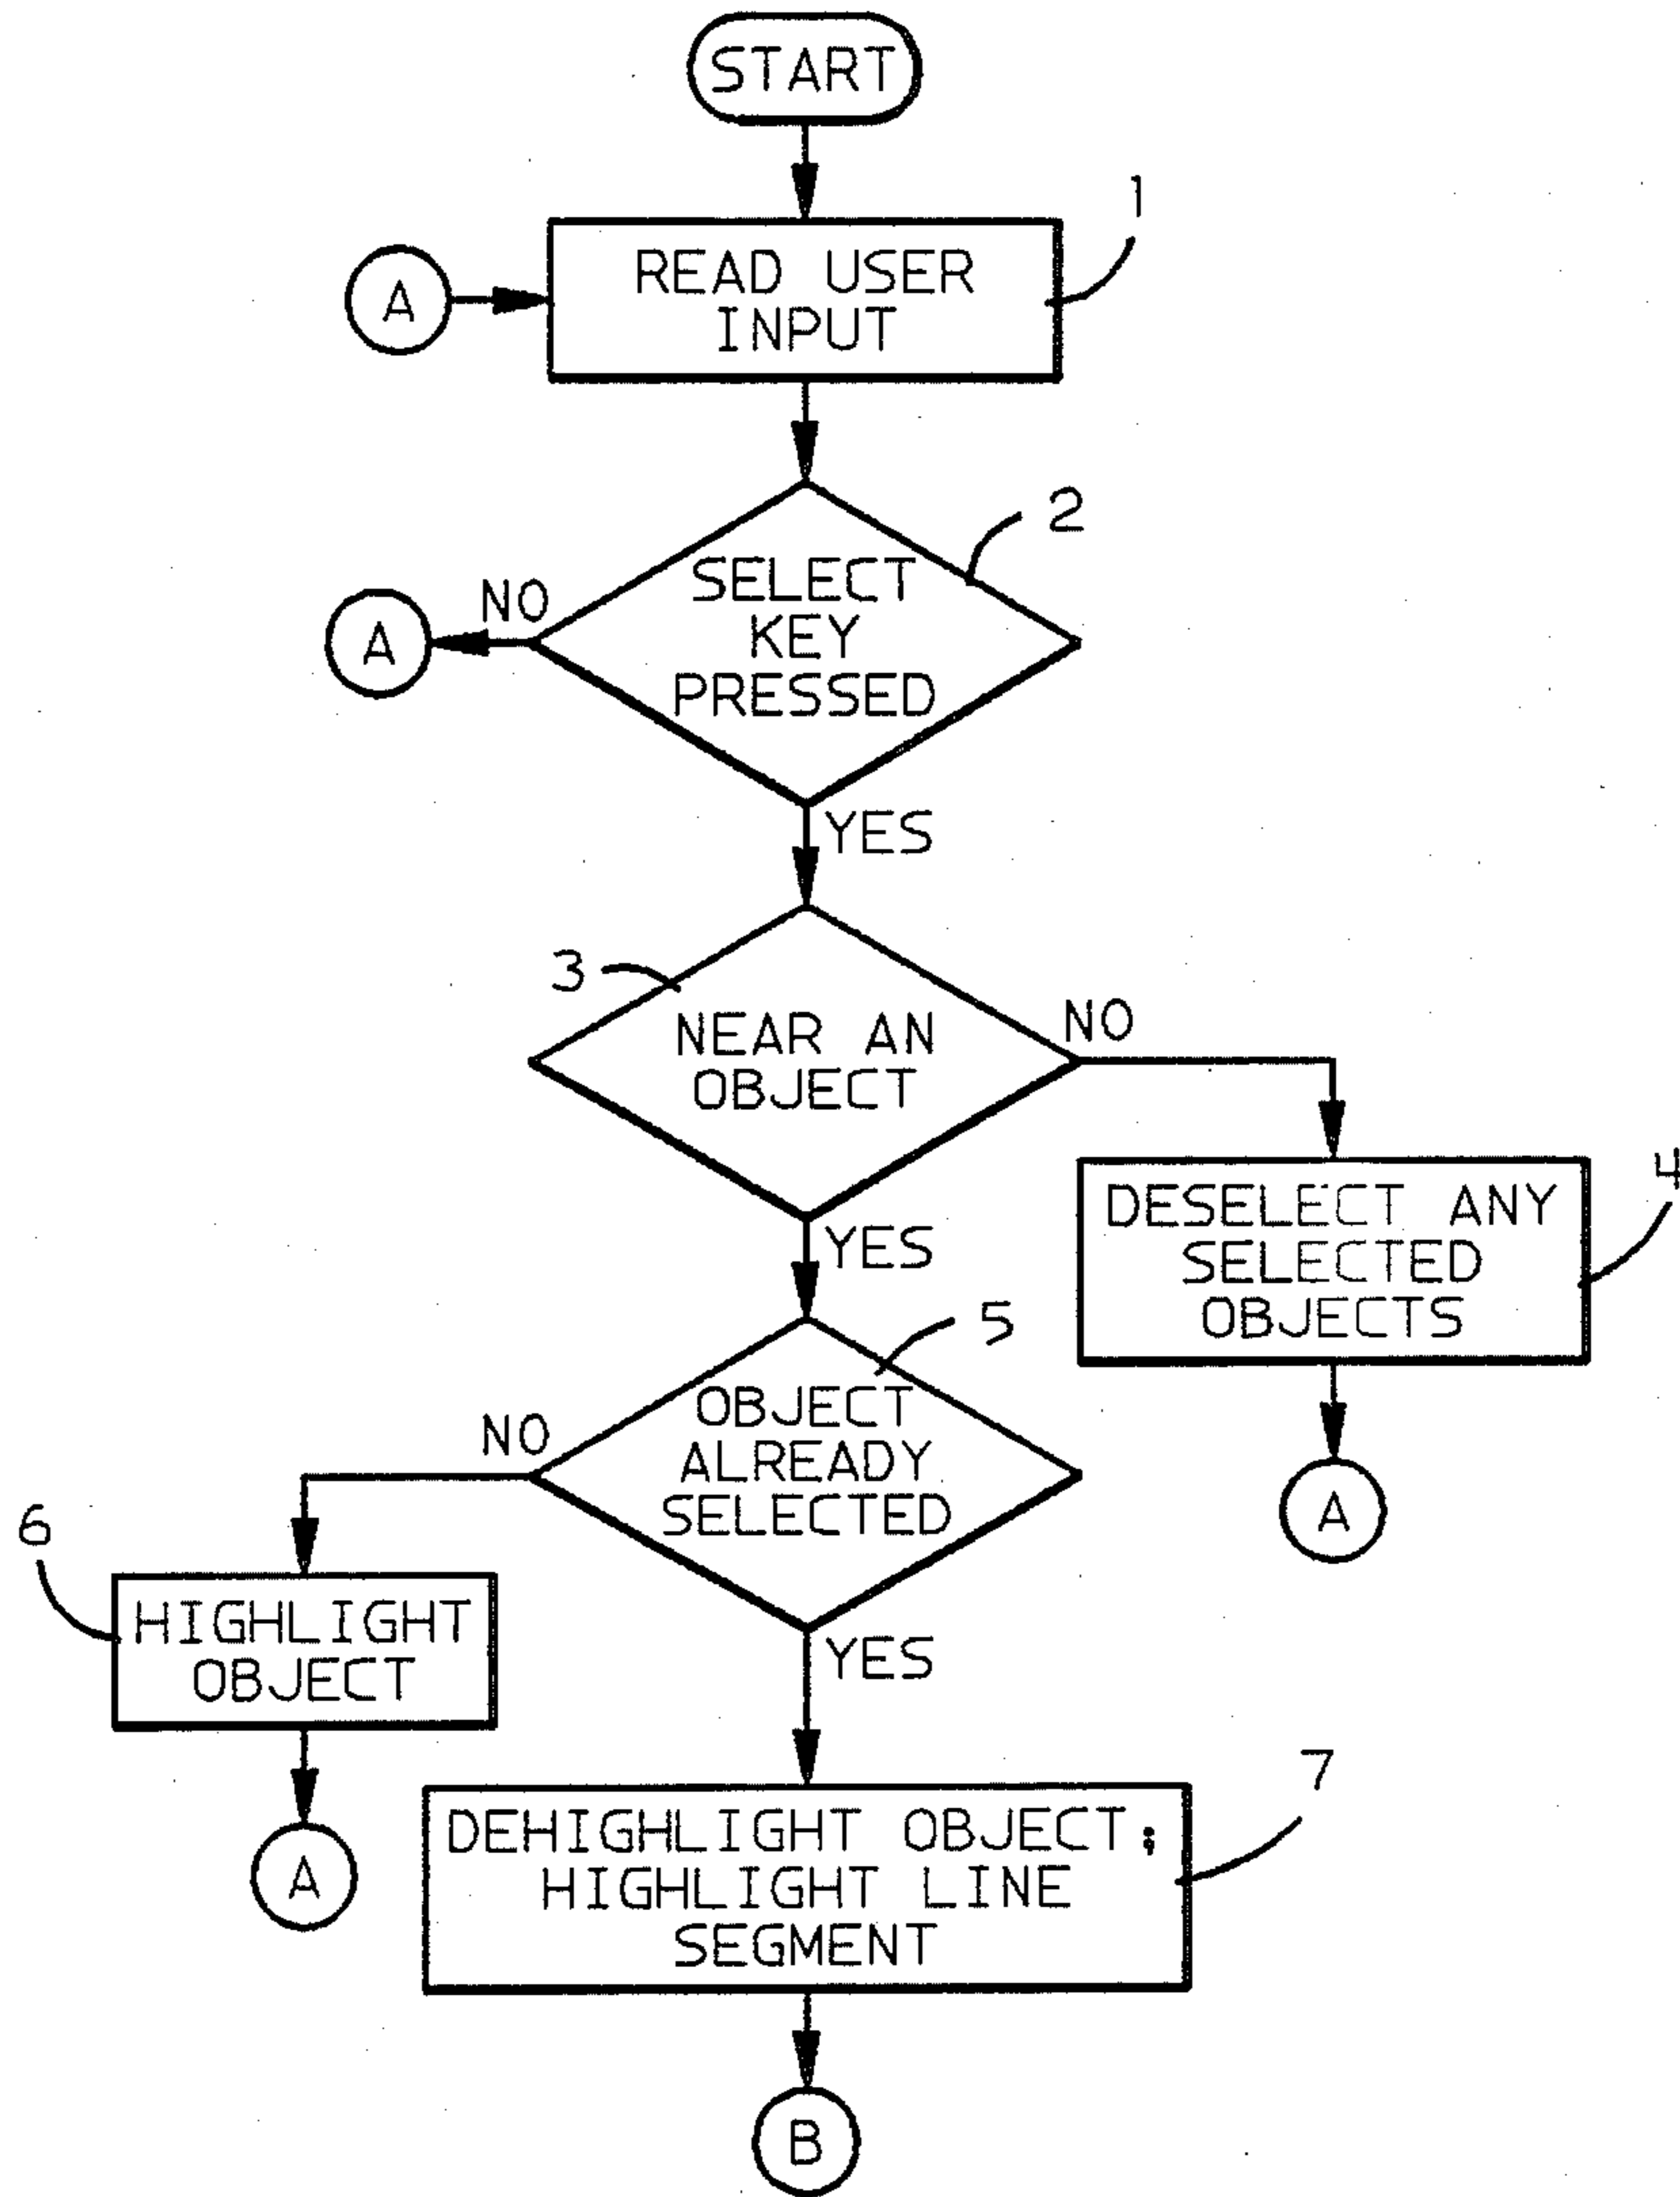 START
1
READ USER
INPUT
A
2
SELECT
KEY
PRESSED
NO
A
YES
3
NEAR AN
OBJECT
NO
4
DESELECT ANY
SELECTED
OBJECTS
A
YES
5
OBJECT
ALREADY
SELECTED
NO
6
HIGHLIGHT
OBJECT
A
YES
7
DEHIGHLIGHT OBJECT;
HIGHLIGHT LINE
SEGMENT
B